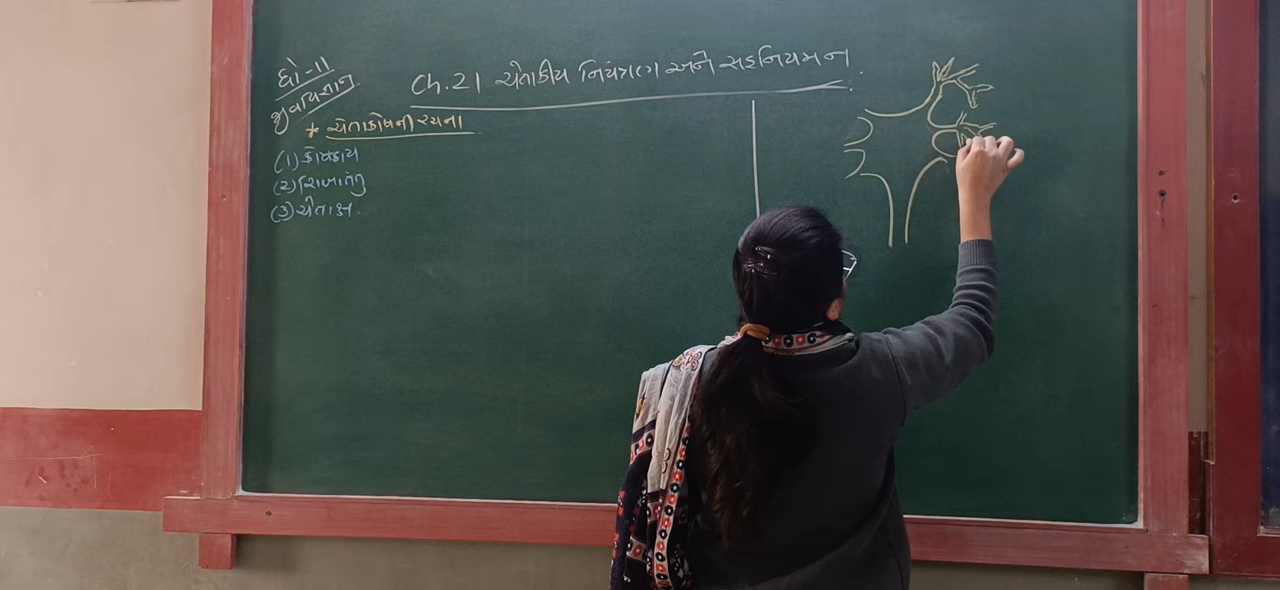 ધો-11
જીવવિજ્ઞાન
Ch.21 ચેતાકીય નિયંત્રણ અને સહનિયમન.
* ચેતાકોષની રચના
(1) કોષકાય
(2) શિખાતંતુ
(3) ચેતાક્ષ.